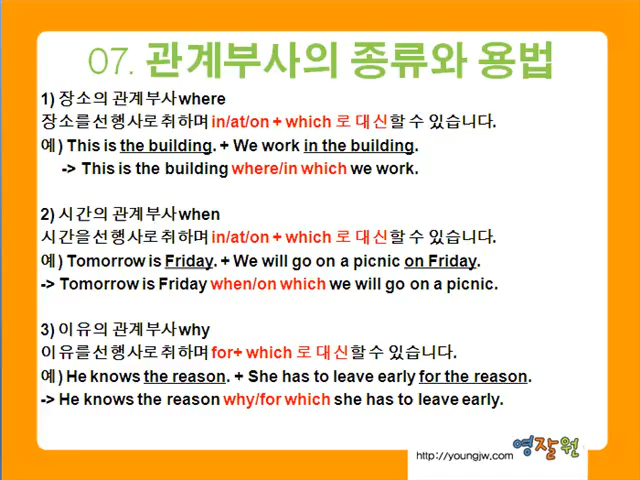 07. 관계부사의 종류와 용법
1) 장소의 관계부사 where
장소를 선행사로 취하며 in/at/on + which 로 대신할 수 있습니다.
예) This is the building. + We work in the building.
-> This is the building where/in which we work.
2) 시간의 관계부사 when
시간을 선행사로 취하며 in/at/on + which 로 대신할 수 있습니다.
예) Tomorrow is Friday. + We will go on a picnic on Friday.
-> Tomorrow is Friday when/on which we will go on a picnic.
3) 이유의 관계부사 why
이유를 선행사로 취하며 for+ which 로 대신할 수 있습니다.
예) He knows the reason. + She has to leave early for the reason.
-> He knows the reason why/for which she has to leave early.
http://youngjw.com 영잘원